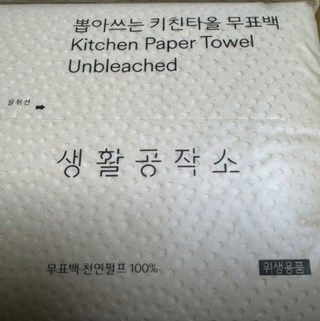 뽑아쓰는 키친타올 무표백
Kitchen Paper Towel
Unbleached
절취선
생활공작소
무표백·천연펄프 100%
위생용품